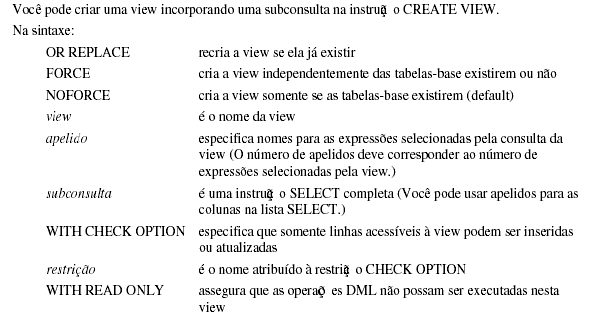 Você pode criar uma view incorporando uma subconsulta na instrução CREATE VIEW.
Na sintaxe:
OR REPLACE recria a view se ela já existir
FORCE cria a view independentemente das tabelas-base existirem ou não
NOFORCE cria a view somente se as tabelas-base existirem (default)
view é o nome da view
apelido especifica nomes para as expressões selecionadas pela consulta da
view (O número de apelidos deve corresponder ao número de
expressões selecionadas pela view.)
subconsulta é uma instrução SELECT completa (Você pode usar apelidos para as
colunas na lista SELECT.)
WITH CHECK OPTION especifica que somente linhas acessíveis à view podem ser inseridas
ou atualizadas
restrição é o nome atribuído à restrição CHECK OPTION
WITH READ ONLY assegura que as operações DML não possam ser executadas nesta
view